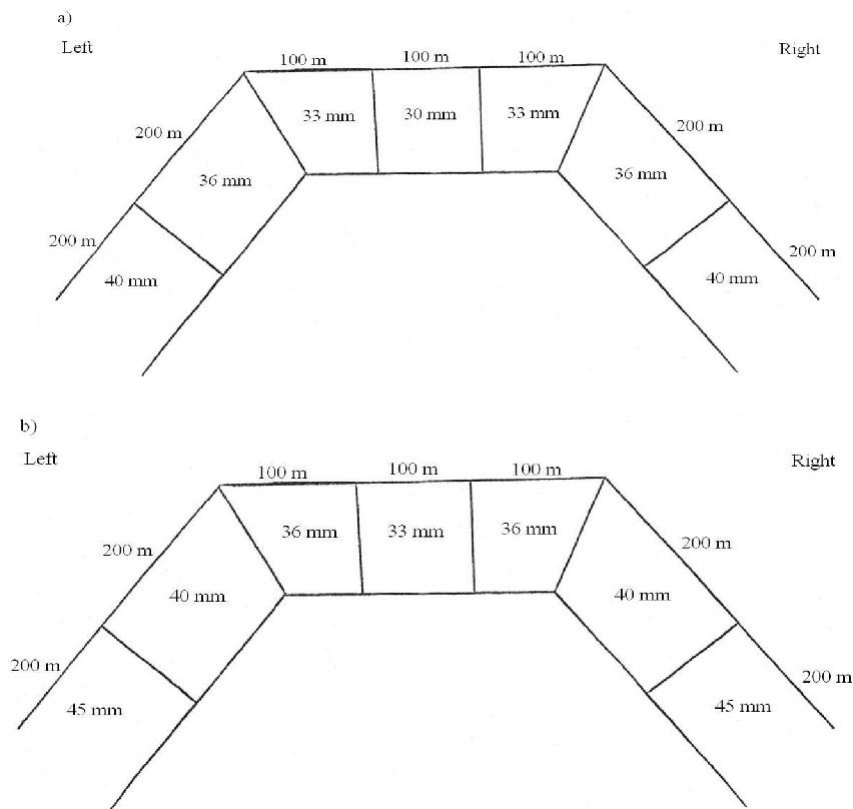 a)
Left
Right
100 m 100 m 100 m
33 mm 30 mm 33 mm
200 m 200 m
36 mm 36 mm
200 m 200 m
40 mm 40 mm
b)
Left
Right
100 m 100 m 100 m
36 mm 33 mm 36 mm
200 m 200 m
40 mm 40 mm
200 m 200 m
45 mm 45 mm